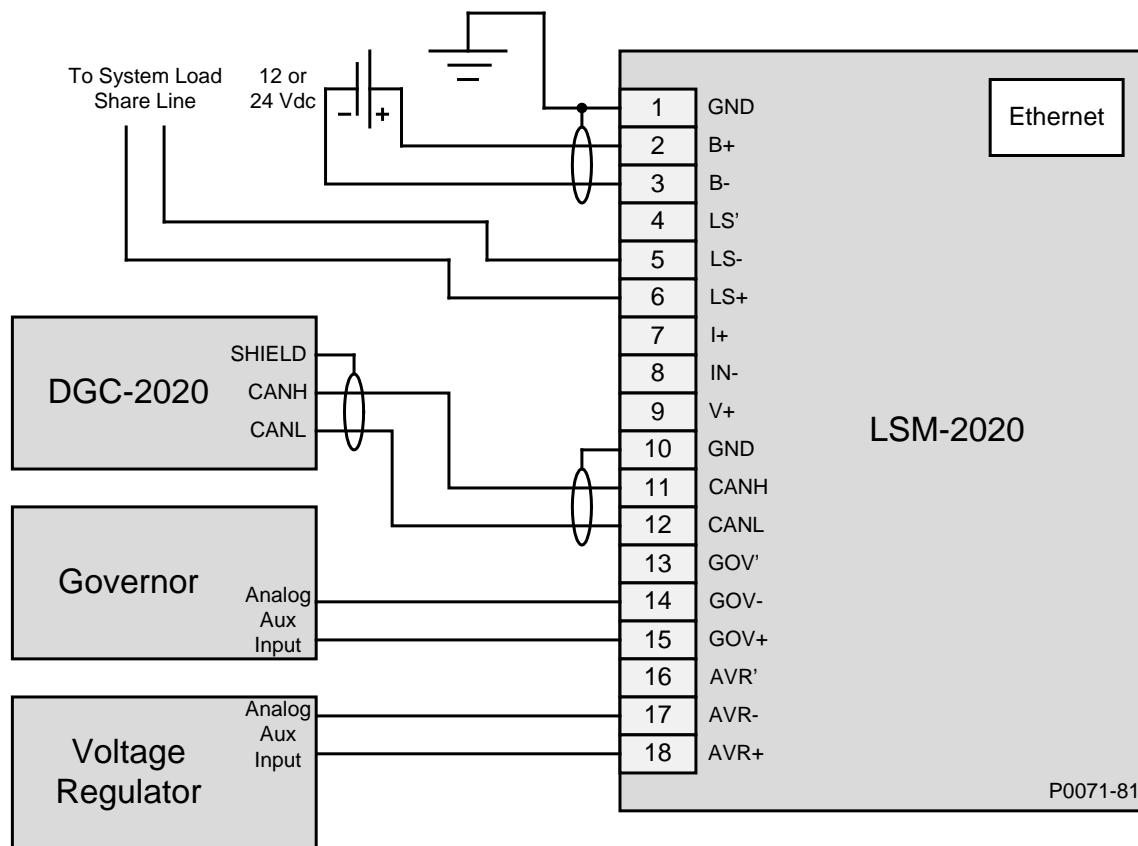 To System Load
Share Line
12 or
24 Vdc
− +
Ethernet
1 GND
2 B+
3 B-
4 LS’
5 LS-
6 LS+
7 I+
8 IN-
9 V+
10 GND
11 CANH
12 CANL
13 GOV’
14 GOV-
15 GOV+
16 AVR’
17 AVR-
18 AVR+
LSM-2020
P0071-81
DGC-2020
SHIELD
CANH
CANL
Governor
Analog
Aux
Input
Voltage
Regulator
Analog
Aux
Input